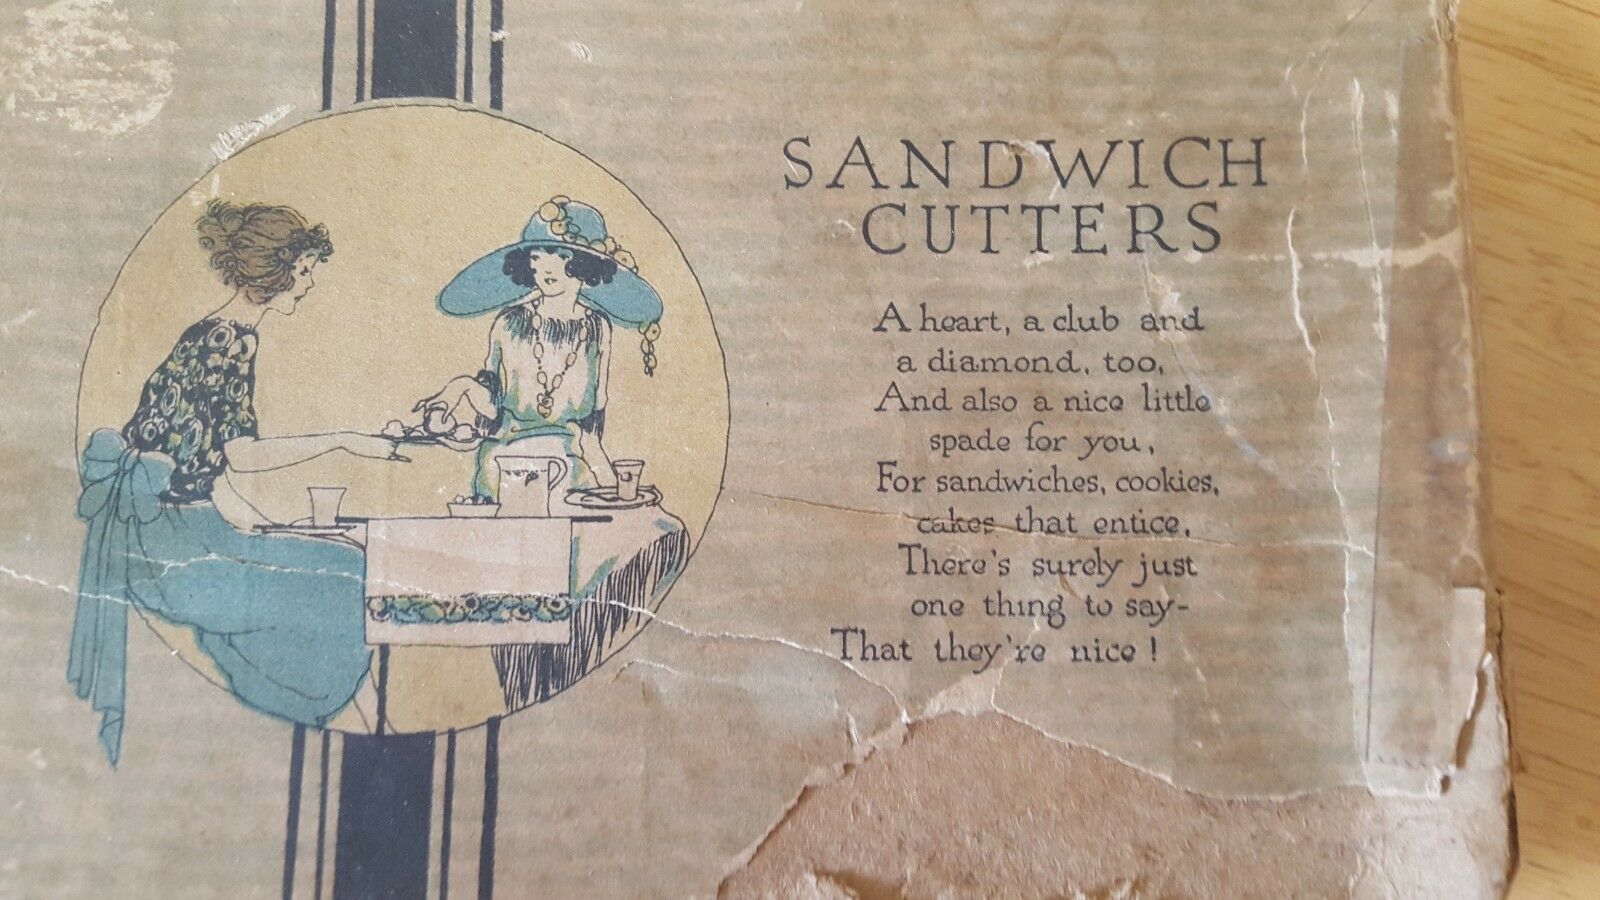 SANDWICH
CUTTERS
A heart, a club and
a diamond, too,
And also a nice little
spade for you,
For sandwiches, cookies,
cakes that entice,
There's surely just
one thing to say-
That they're nice!